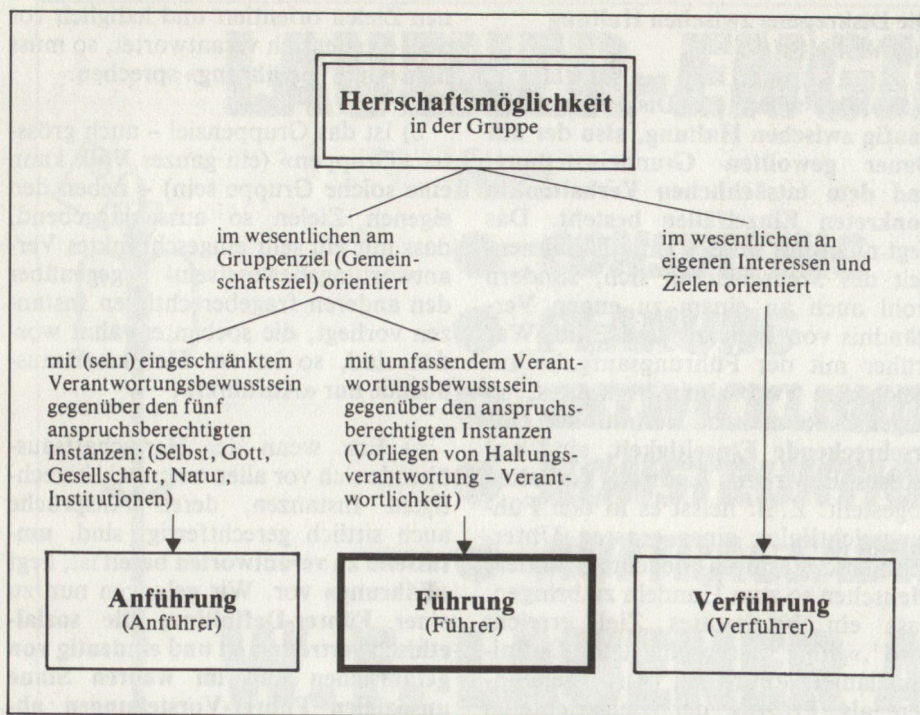 Herrschaftsmöglichkeit
in der Gruppe
im wesentlichen am
Gruppenziel (Gemein-
schaftsziel) orientiert
im wesentlichen an
eigenen Interessen und
Zielen orientiert
mit (sehr) eingeschränktem
Verantwortungsbewusstsein
gegenüber den fünf
anspruchsberechtigten
Instanzen: (Selbst, Gott,
Gesellschaft, Natur,
Institutionen)
mit umfassendem Verant-
wortungsbewusstsein
gegenüber den anspruchs-
berechtigten Instanzen
(Vorliegen von Haltungs-
verantwortung – Verant-
wortlichkeit)
Anführung
(Anführer)
Führung
(Führer)
Verführung
(Verführer)